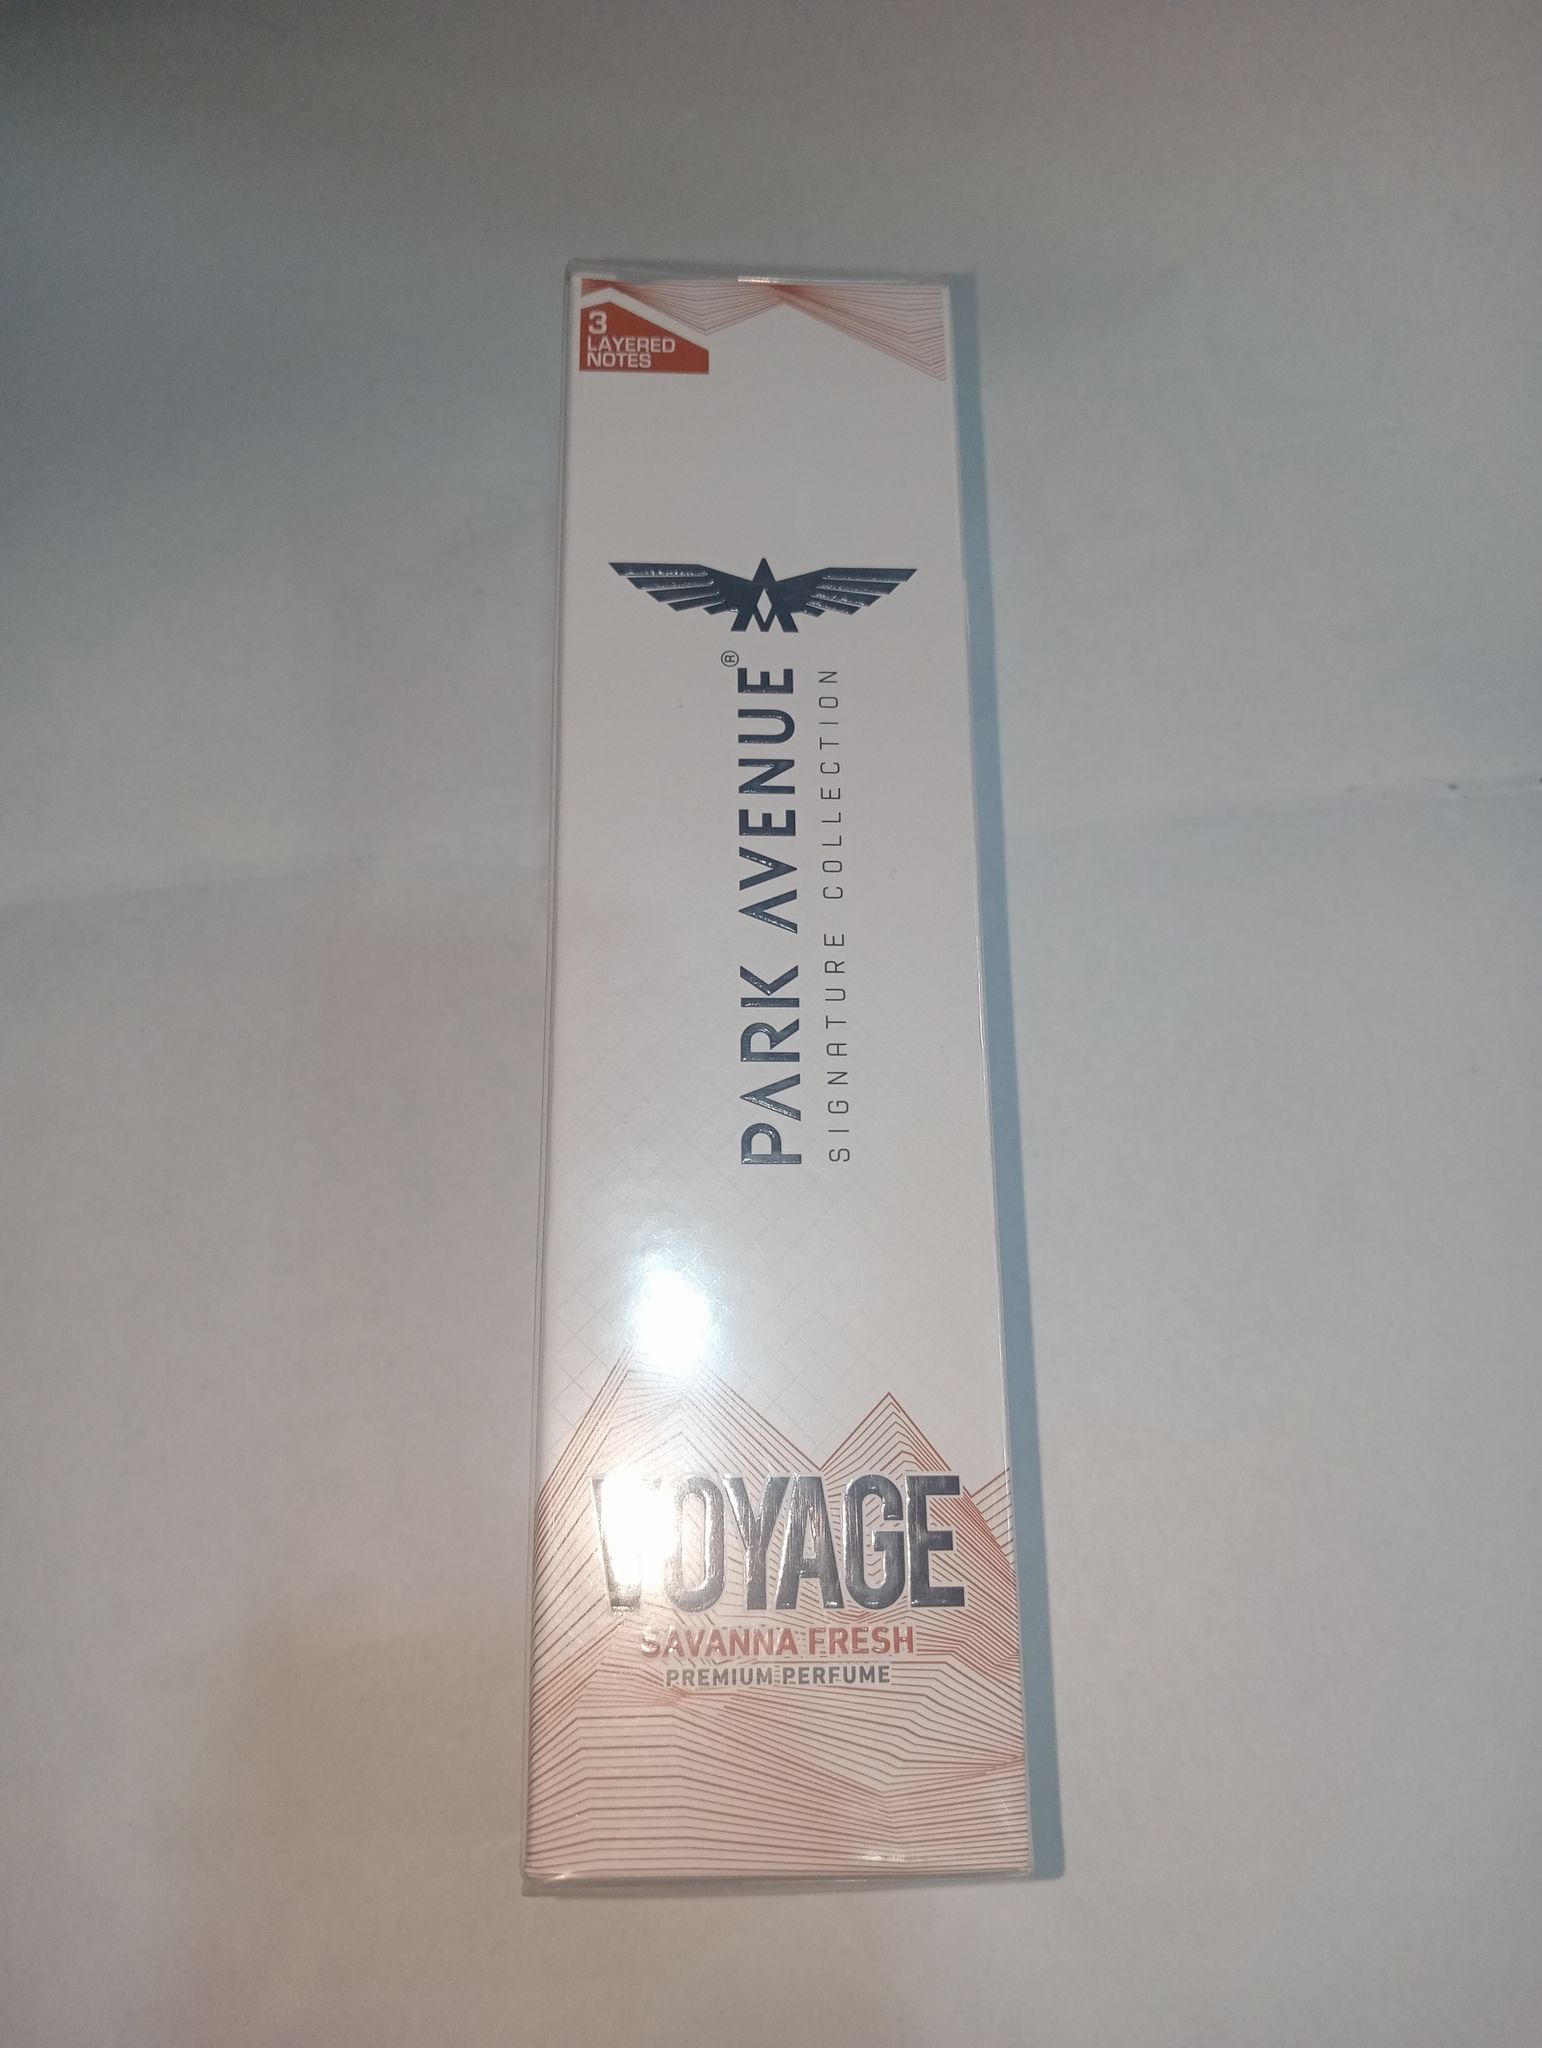 3
LAYERED
NOTES
PARK AVENUE®
SIGNATURE COLLECTION
VOYAGE
SAVANNA FRESH
PREMIUM PERFUME